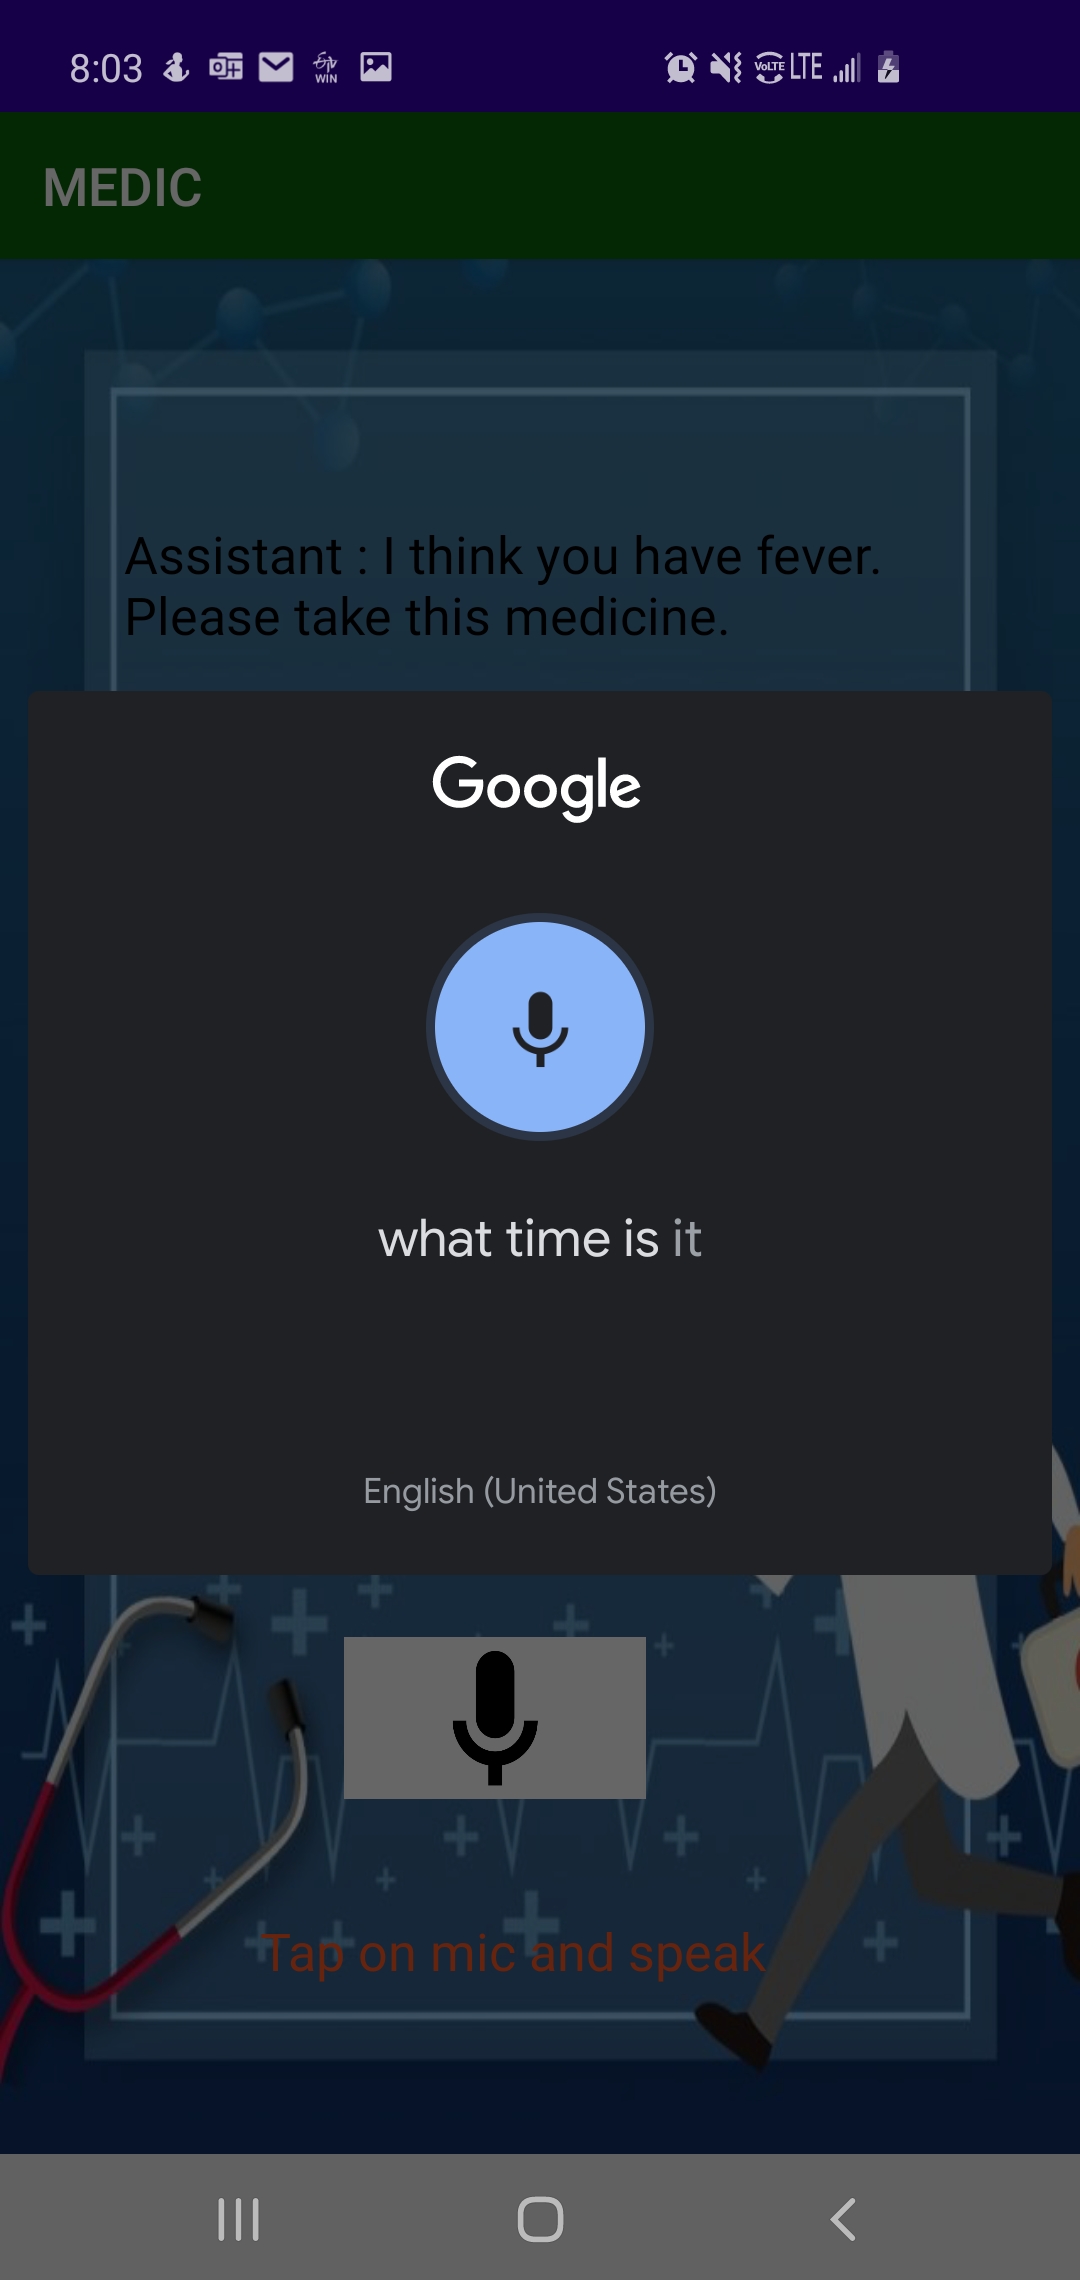 8:03
WIN
VoLTE LTE
MEDIC
Assistant : I think you have fever.
Please take this medicine.
Google
what time is it
English (United States)
Tap on mic and speak